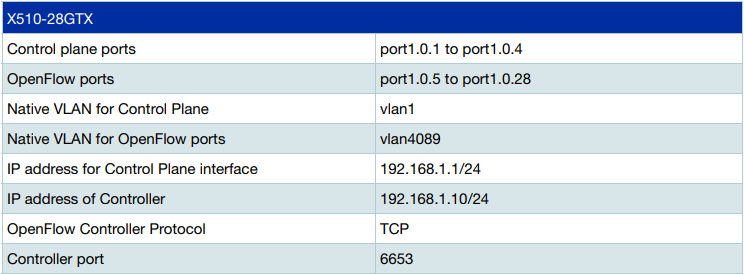 X510-28GTX
Control plane ports port1.0.1 to port1.0.4
OpenFlow ports port1.0.5 to port1.0.28
Native VLAN for Control Plane vlan1
Native VLAN for OpenFlow ports vlan4089
IP address for Control Plane interface 192.168.1.1/24
IP address of Controller 192.168.1.10/24
OpenFlow Controller Protocol TCP
Controller port 6653